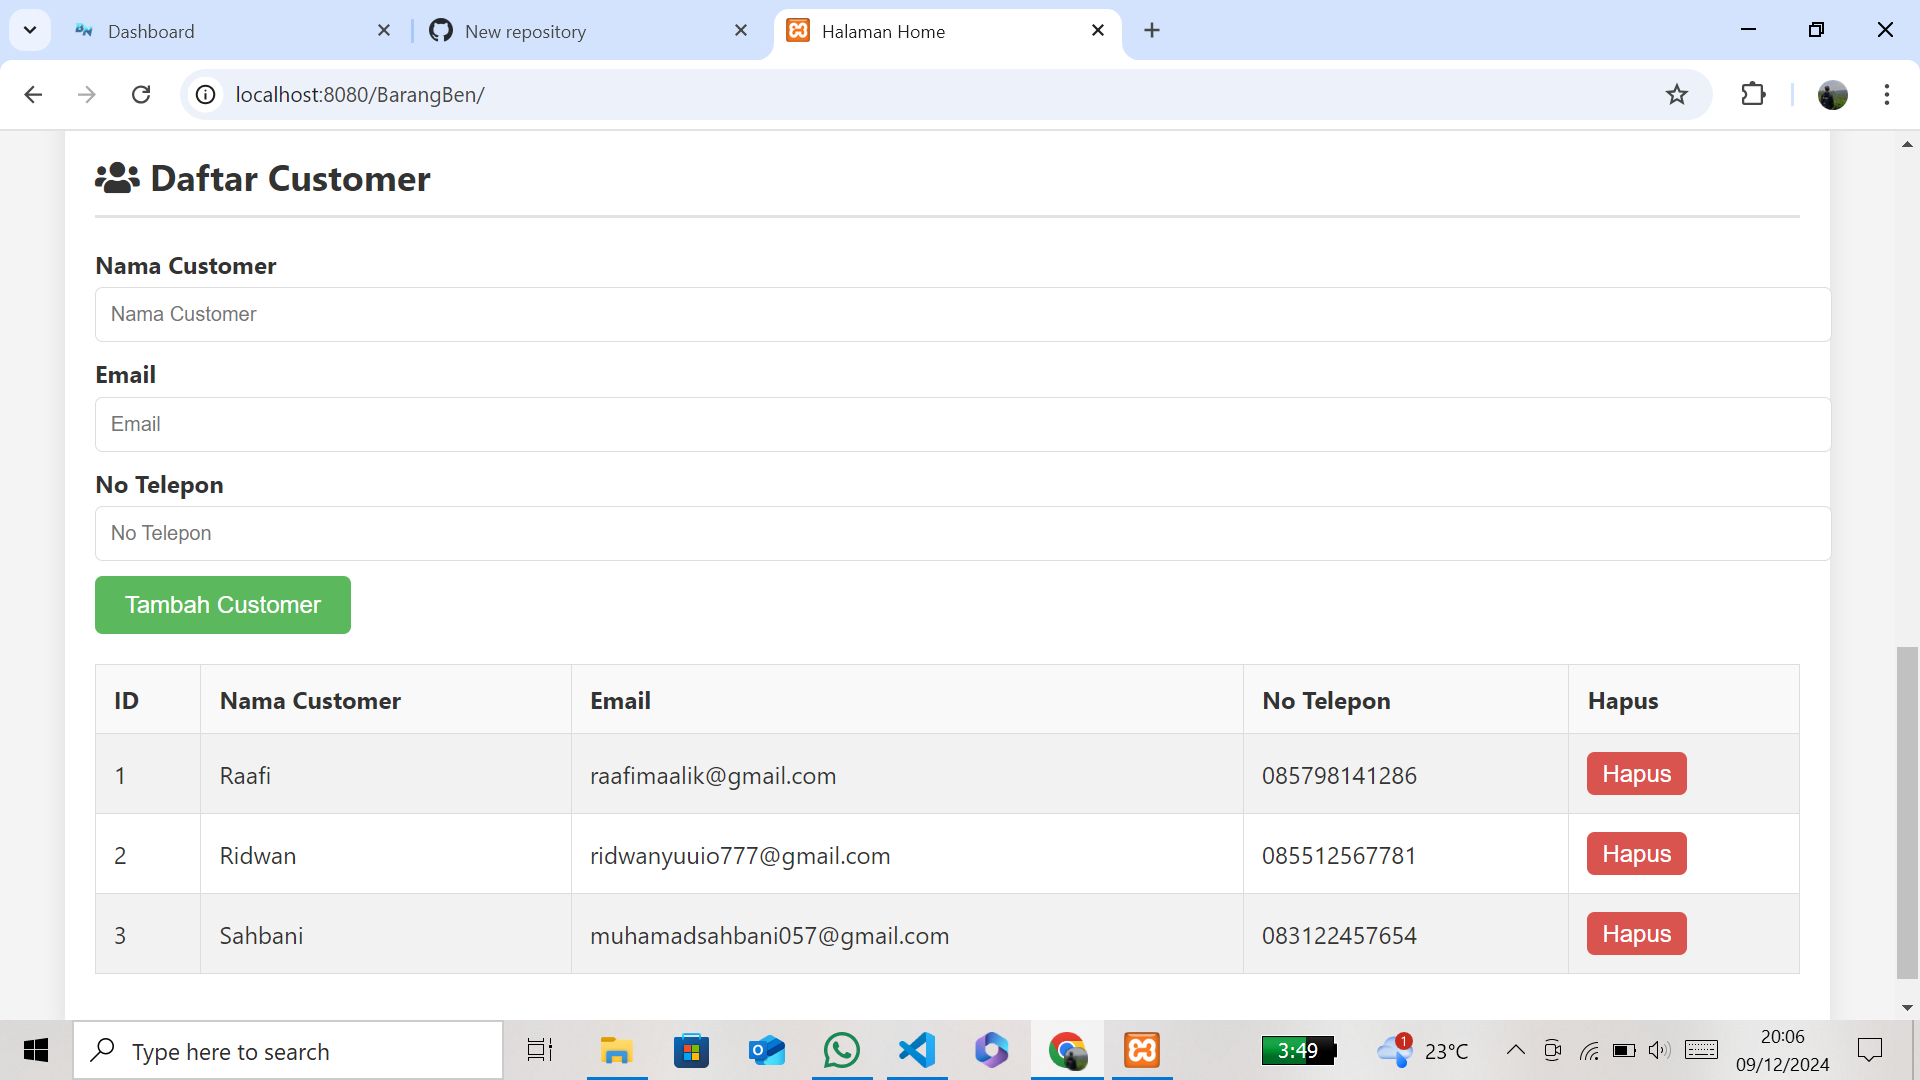 Dashboard
New repository
Halaman Home
localhost:8080/BarangBen/
Daftar Customer
Nama Customer
Nama Customer
Email
Email
No Telepon
No Telepon
Tambah Customer
ID Nama Customer Email No Telepon Hapus
1 Raafi raafimaalik@gmail.com 085798141286 Hapus
2 Ridwan ridwanyuuio777@gmail.com 085512567781 Hapus
3 Sahbani muhamadsahbani057@gmail.com 083122457654 Hapus
Type here to search
3:49
1
23°C
20:06
09/12/2024